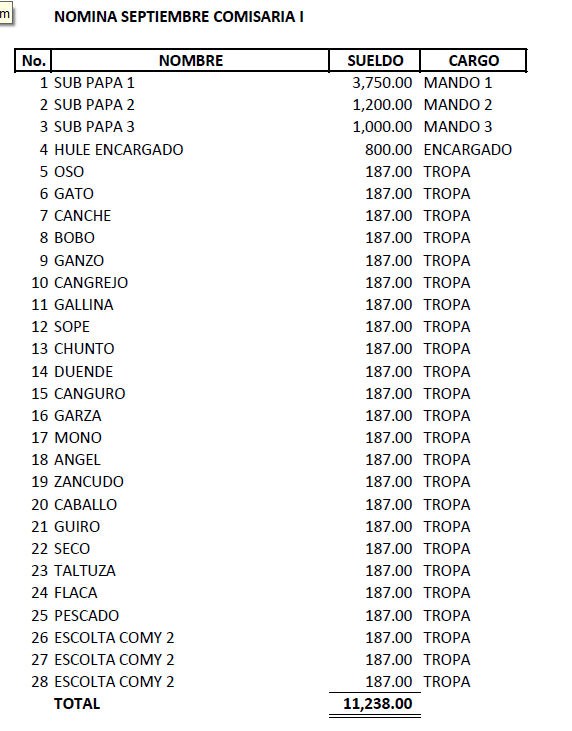 m
NOMINA SEPTIEMBRE COMISARIA I
No. NOMBRE SUELDO CARGO
1 SUB PAPA 1 3,750.00 MANDO 1
2 SUB PAPA 2 1,200.00 MANDO 2
3 SUB PAPA 3 1,000.00 MANDO 3
4 HULE ENCARGADO 800.00 ENCARGADO
5 OSO 187.00 TROPA
6 GATO 187.00 TROPA
7 CANCHE 187.00 TROPA
8 BOBO 187.00 TROPA
9 GANZO 187.00 TROPA
10 CANGREJO 187.00 TROPA
11 GALLINA 187.00 TROPA
12 SOPE 187.00 TROPA
13 CHUNTO 187.00 TROPA
14 DUENDE 187.00 TROPA
15 CANGURO 187.00 TROPA
16 GARZA 187.00 TROPA
17 MONO 187.00 TROPA
18 ANGEL 187.00 TROPA
19 ZANCUDO 187.00 TROPA
20 CABALLO 187.00 TROPA
21 GUIRO 187.00 TROPA
22 SECO 187.00 TROPA
23 TALTUZA 187.00 TROPA
24 FLACA 187.00 TROPA
25 PESCADO 187.00 TROPA
26 ESCOLTA COMY 2 187.00 TROPA
27 ESCOLTA COMY 2 187.00 TROPA
28 ESCOLTA COMY 2 187.00 TROPA
TOTAL 11,238.00